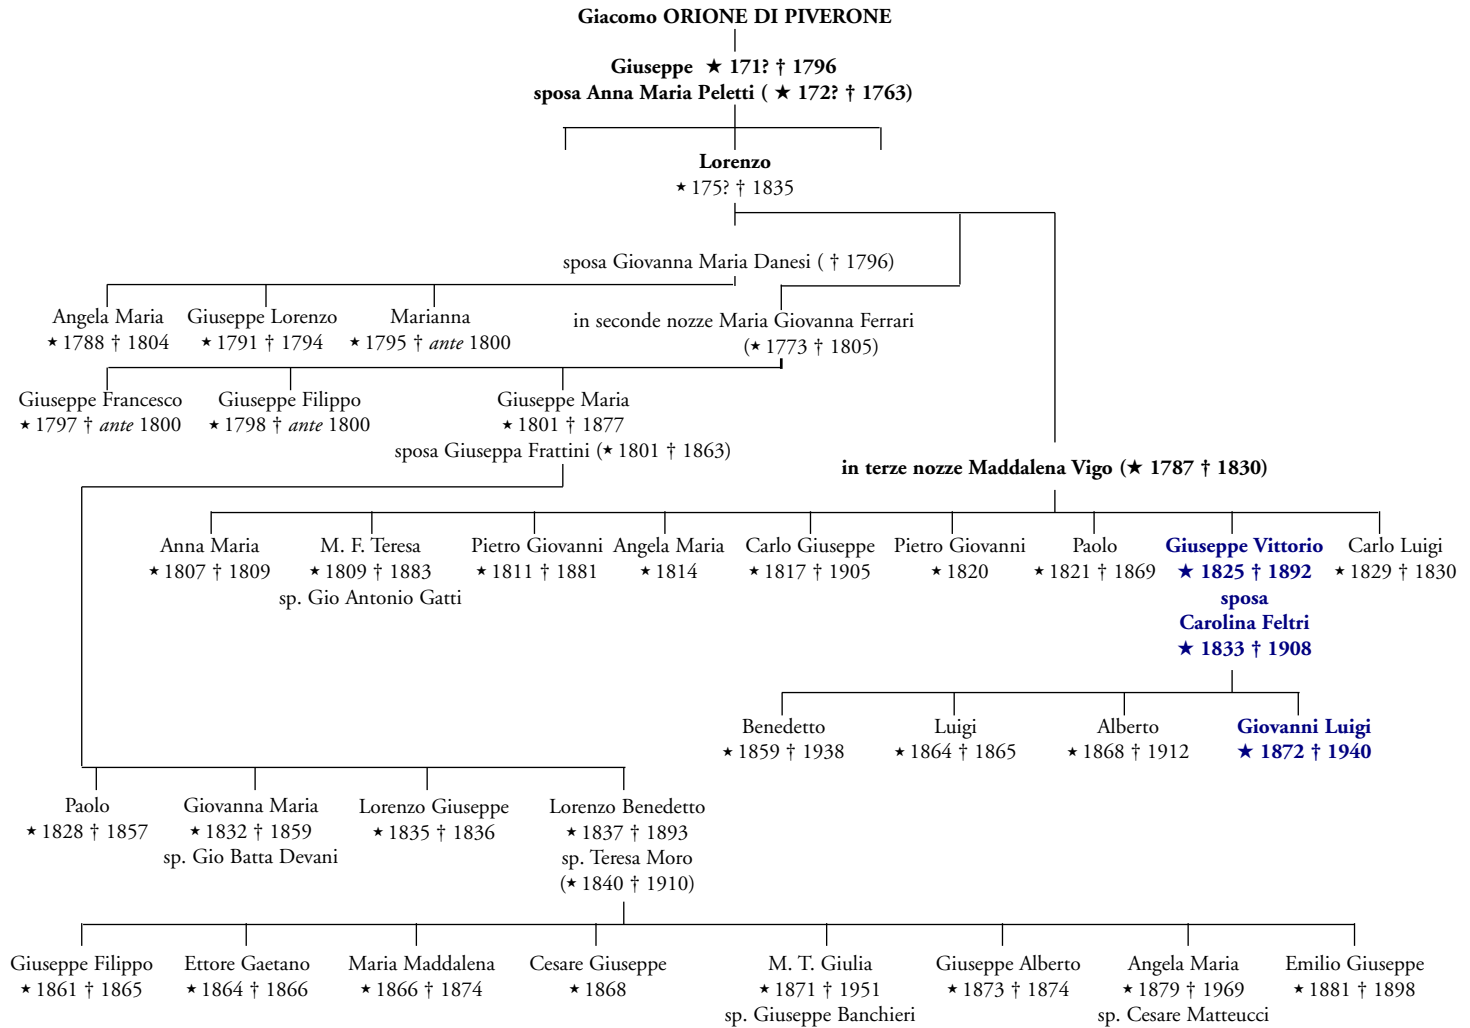 Giacomo ORIONE DI PIVERONE
Giuseppe ★ 171? † 1796
sposa Anna Maria Peletti ( ★ 172? † 1763)
Lorenzo
★ 175? † 1835
sposa Giovanna Maria Danesi ( † 1796)
Angela Maria Giuseppe Lorenzo Marianna
★ 1788 † 1804 ★ 1791 † 1794 ★ 1795 † ante 1800
in seconde nozze Maria Giovanna Ferrari
(★ 1773 † 1805)
Giuseppe Francesco Giuseppe Filippo Giuseppe Maria
★ 1797 † ante 1800 ★ 1798 † ante 1800 ★ 1801 † 1877
sposa Giuseppa Frattini (★ 1801 † 1863)
in terze nozze Maddalena Vigo (★ 1787 † 1830)
Anna Maria M. F. Teresa Pietro Giovanni Angela Maria Carlo Giuseppe Pietro Giovanni Paolo Giuseppe Vittorio Carlo Luigi
★ 1807 † 1809 ★ 1809 † 1883 ★ 1811 † 1881 ★ 1814 ★ 1817 † 1905 ★ 1820 ★ 1821 † 1869 ★ 1825 † 1892 ★ 1829 † 1830
sp. Gio Antonio Gatti sposa
Carolina Feltri
★ 1833 † 1908
Benedetto Luigi Alberto Giovanni Luigi
★ 1859 † 1938 ★ 1864 † 1865 ★ 1868 † 1912 ★ 1872 † 1940
Paolo Giovanna Maria Lorenzo Giuseppe Lorenzo Benedetto
★ 1828 † 1857 ★ 1832 † 1859 ★ 1835 † 1836 ★ 1837 † 1893
sp. Gio Batta Devani sp. Teresa Moro
(★ 1840 † 1910)
Giuseppe Filippo Ettore Gaetano Maria Maddalena Cesare Giuseppe M. T. Giulia Giuseppe Alberto Angela Maria Emilio Giuseppe
★ 1861 † 1865 ★ 1864 † 1866 ★ 1866 † 1874 ★ 1868 ★ 1871 † 1951 ★ 1873 † 1874 ★ 1879 † 1969 ★ 1881 † 1898
sp. Giuseppe Banchieri sp. Cesare Matteucci